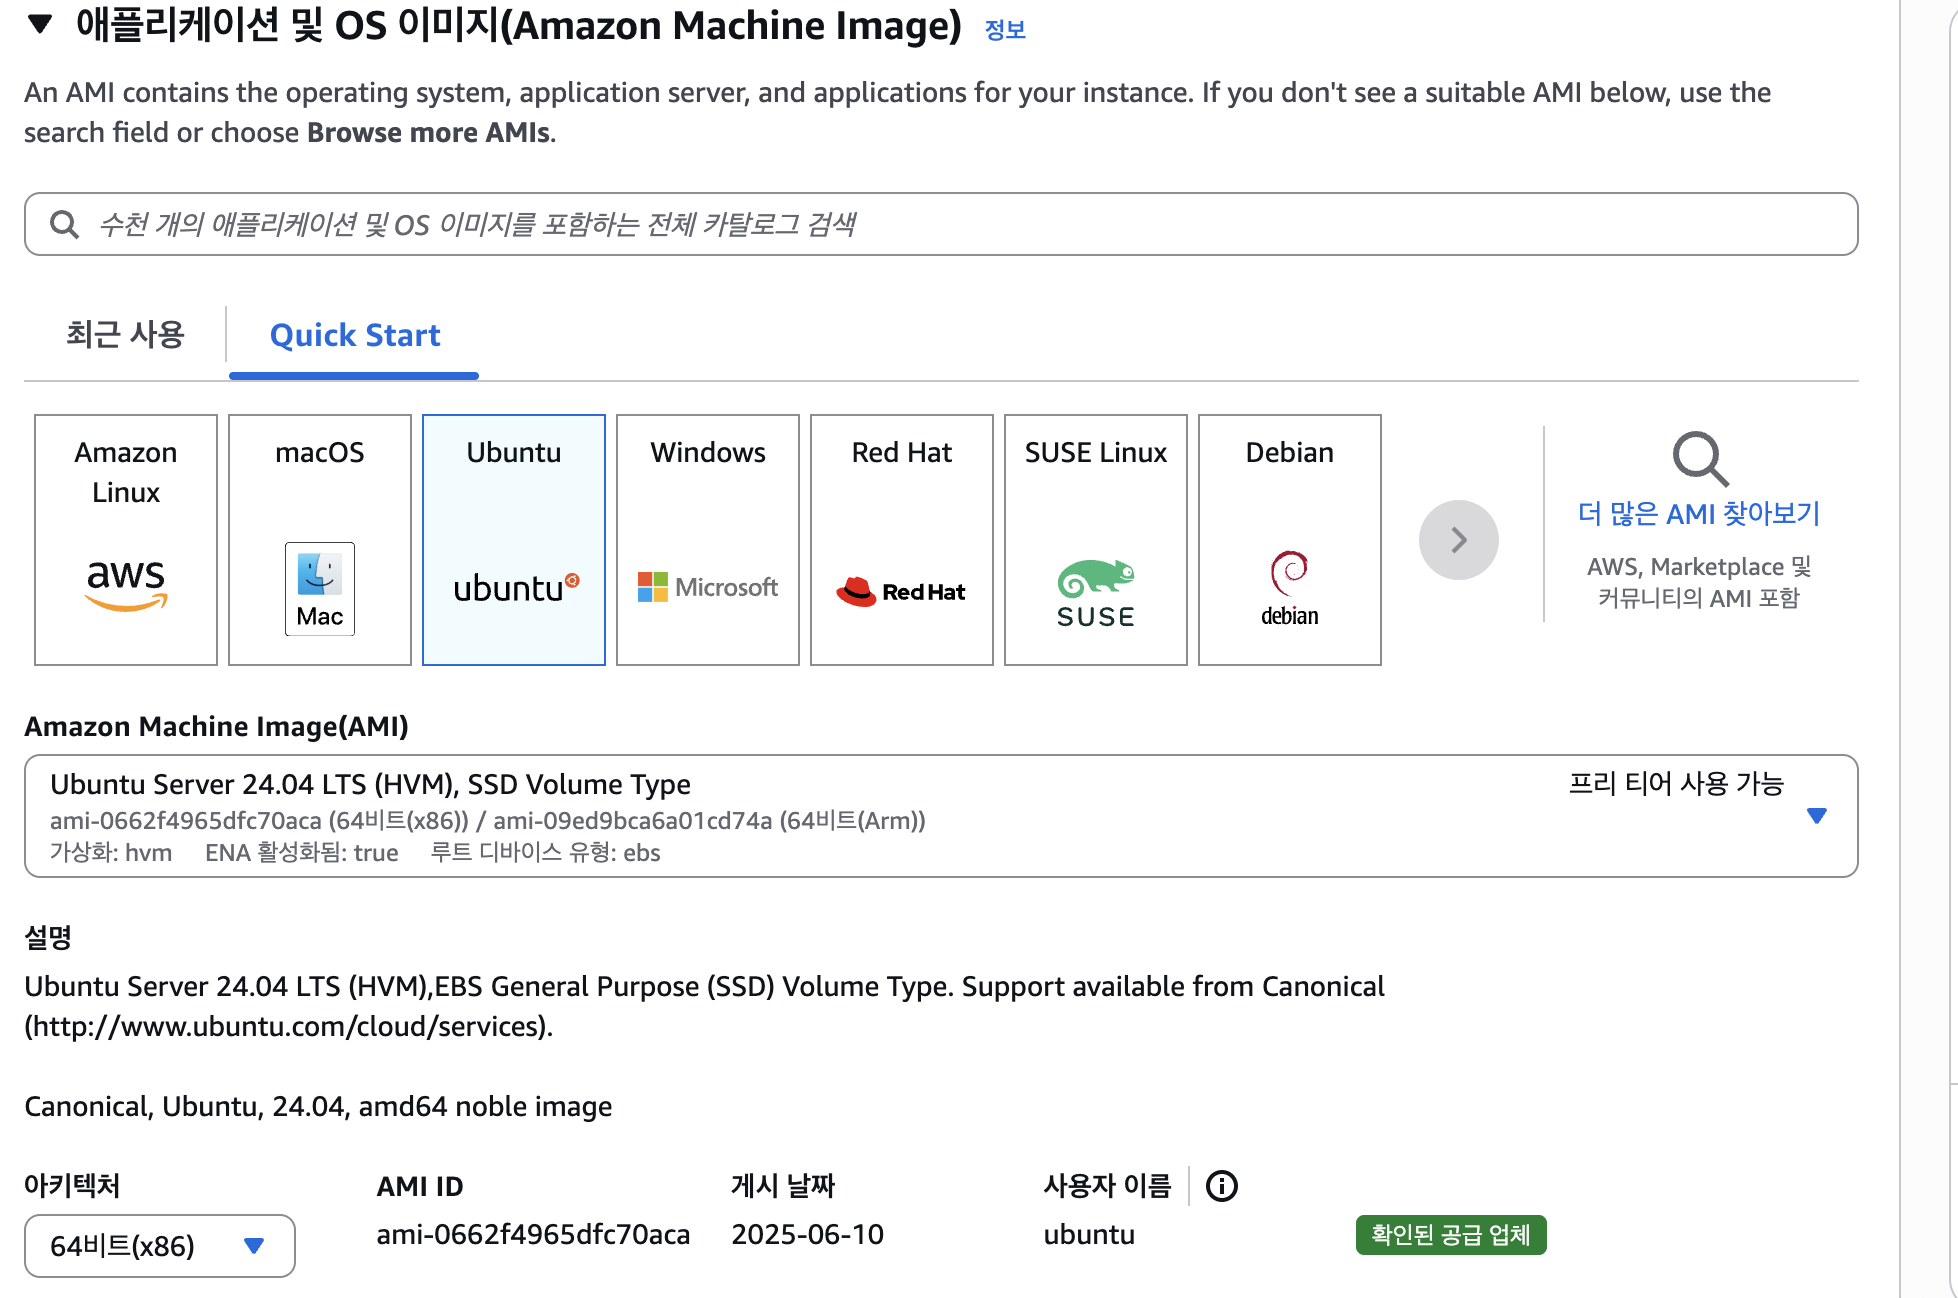 애플리케이션 및 OS 이미지(Amazon Machine Image) 정보
An AMI contains the operating system, application server, and applications for your instance. If you don't see a suitable AMI below, use the
search field or choose Browse more AMIs.
수천 개의 애플리케이션 및 OS 이미지를 포함하는 전체 카탈로그 검색
최근 사용
Quick Start
Amazon
Linux
aws
macOS
Mac
Ubuntu
ubuntu
Windows
Microsoft
Red Hat
Red Hat
SUSE Linux
SUSE
Debian
debian
더 많은 AMI 찾아보기
AWS, Marketplace 및
커뮤니티의 AMI 포함
Amazon Machine Image(AMI)
Ubuntu Server 24.04 LTS (HVM), SSD Volume Type
프리 티어 사용 가능
ami-0662f4965dfc70aca (64비트(x86)) / ami-09ed9bca6a01cd74a (64비트(Arm))
가상화: hvm ENA 활성화됨: true 루트 디바이스 유형: ebs
설명
Ubuntu Server 24.04 LTS (HVM),EBS General Purpose (SSD) Volume Type. Support available from Canonical
(http://www.ubuntu.com/cloud/services).
Canonical, Ubuntu, 24.04, amd64 noble image
아키텍처
64비트(x86)
AMI ID
ami-0662f4965dfc70aca
게시 날짜
2025-06-10
사용자 이름
ubuntu
확인된 공급 업체